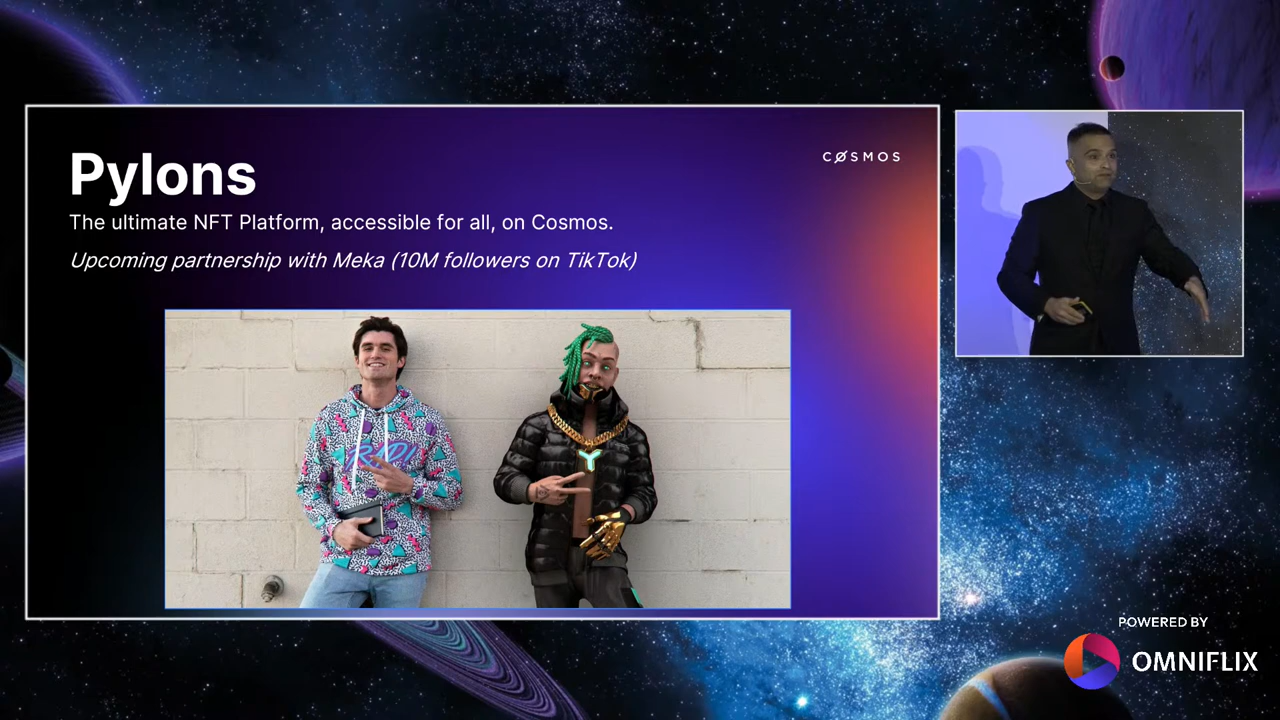 Pylons
COSMOS
The ultimate NFT Platform, accessible for all, on Cosmos.
Upcoming partnership with Meka (10M followers on TikTok)
POWERED BY
OMNIFLIX